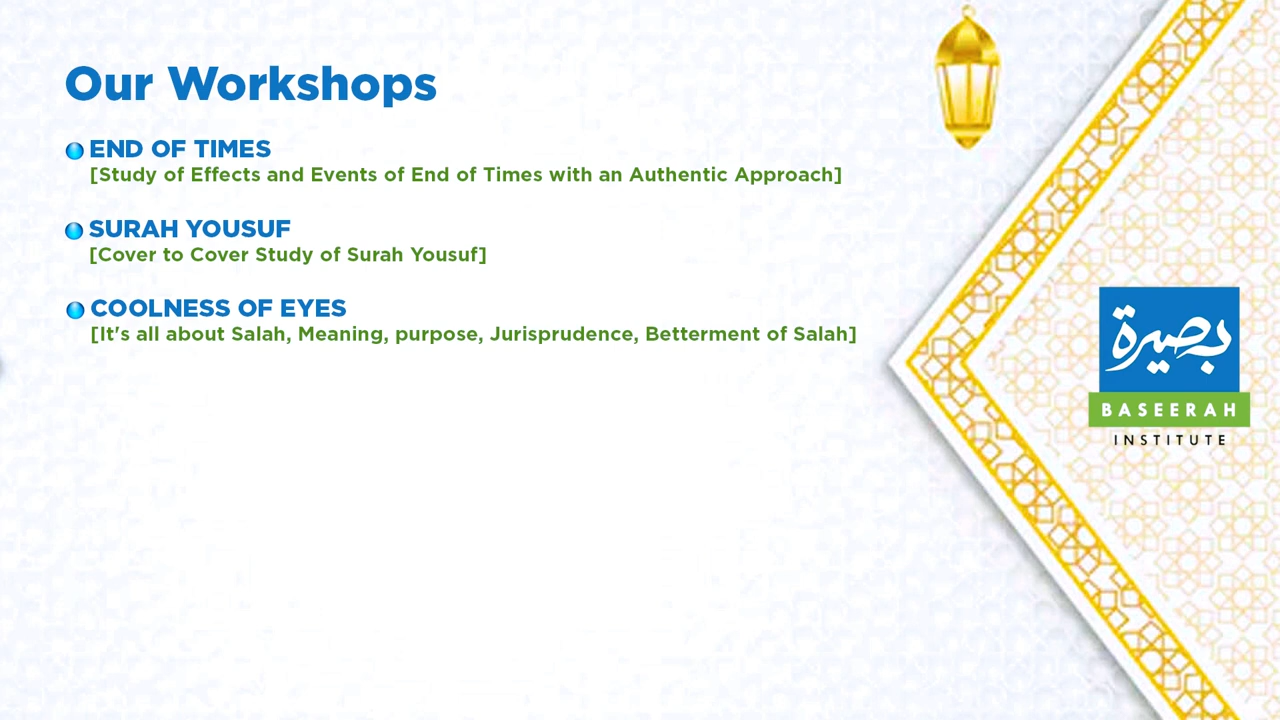 Our Workshops
END OF TIMES
[Study of Effects and Events of End of Times with an Authentic Approach]
SURAH YOUSUF
[Cover to Cover Study of Surah Yousuf]
COOLNESS OF EYES
[It's all about Salah, Meaning, purpose, Jurisprudence, Betterment of Salah]
بصيرة
BASEERAH
INSTITUTE